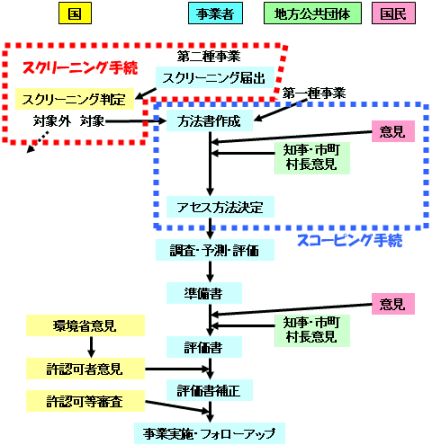 国 事業者 地方公共団体 国民
スクリーニング手続
第二種事業
スクリーニング届出
スクリーニング判定
第一種事業
対象外 対象
方法書作成
意見
知事・市町
村長意見
アセス方法決定
スコーピング手続
調査・予測・評価
準備書
意見
環境省意見
知事・市町
村長意見
評価書
許認可者意見
評価書補正
許認可等審査
事業実施・フォローアップ